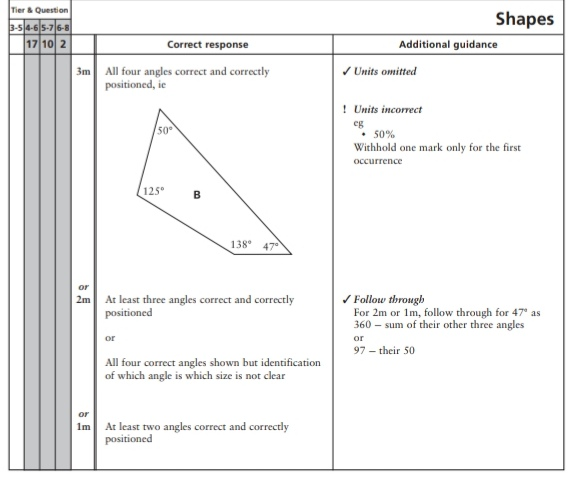 Tier & Question
Shapes
3-5 4-6 5-7 6-8
17 10 2
Correct response
Additional guidance
3m
All four angles correct and correctly
positioned, ie
50°
125°
B
138°
47°
✓ Units omitted
! Units incorrect
eg
• 50%
Withhold one mark only for the first
occurrence
or
2m
At least three angles correct and correctly
positioned
or
All four correct angles shown but identification
of which angle is which size is not clear
✓ Follow through
For 2m or 1m, follow through for 47° as
360 – sum of their other three angles
or
97 – their 50
or
1m
At least two angles correct and correctly
positioned